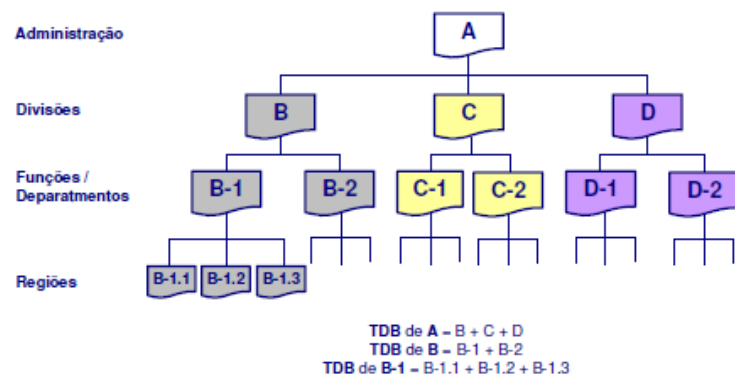 Administração
A
Divisões
B
C
D
Funções /
Deparatmentos
B-1
B-2
C-1
C-2
D-1
D-2
Regiões
B-1.1
B-1.2
B-1.3
TDB de A = B + C + D
TDB de B = B-1 + B-2
TDB de B-1 = B-1.1 + B-1.2 + B-1.3